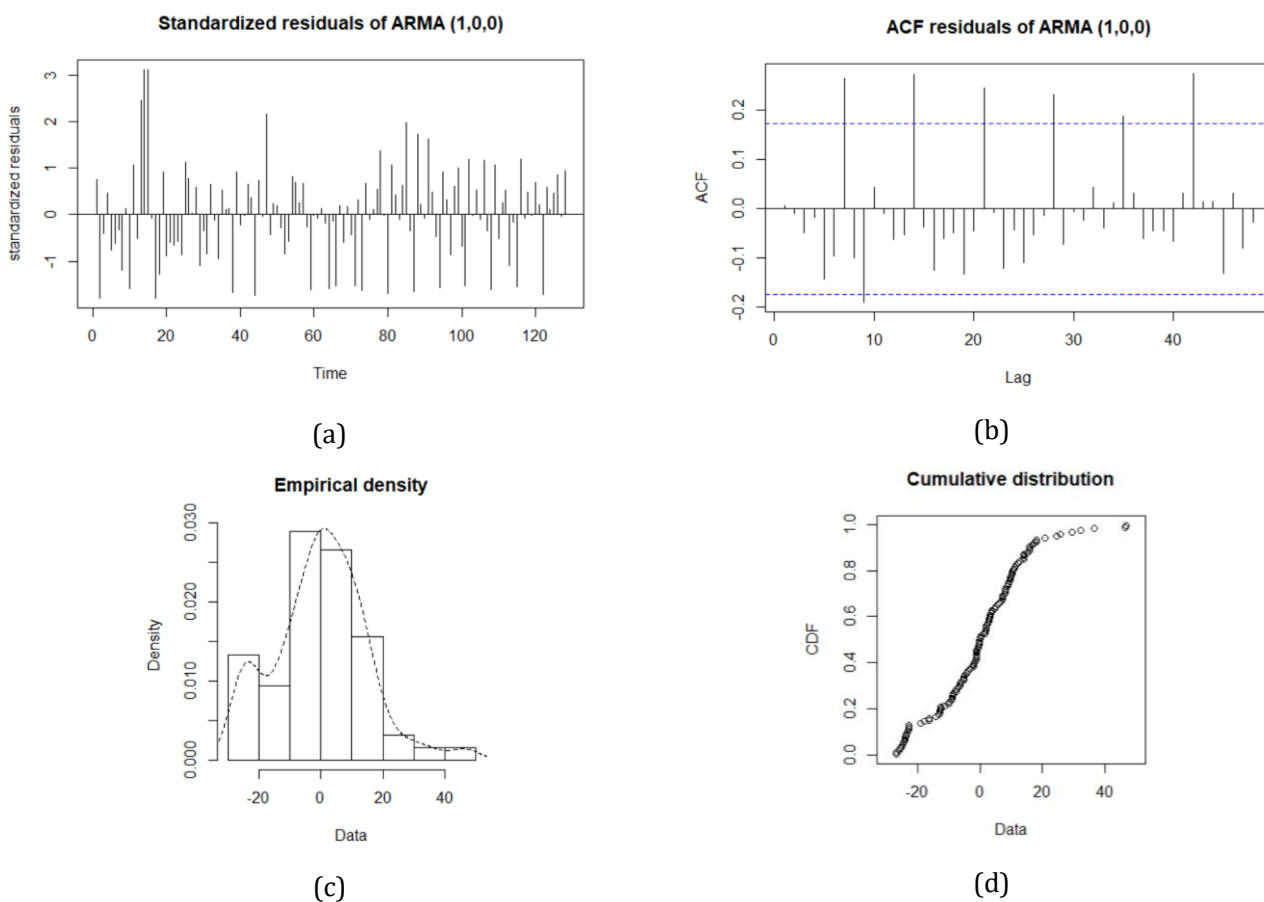 Standardized residuals of ARMA (1,0,0)
standardized residuals
3
2
1
0
-1
0 20 40 60 80 100 120
Time
(a)
ACF residuals of ARMA (1,0,0)
ACF
0.2
0.1
0.0
-0.1
-0.2
0 10 20 30 40
Lag
(b)
Empirical density
Density
0.030
0.020
0.010
0.000
-20 0 20 40
Data
(c)
Cumulative distribution
CDF
1.0
0.8
0.6
0.4
0.2
0.0
-20 0 20 40
Data
(d)